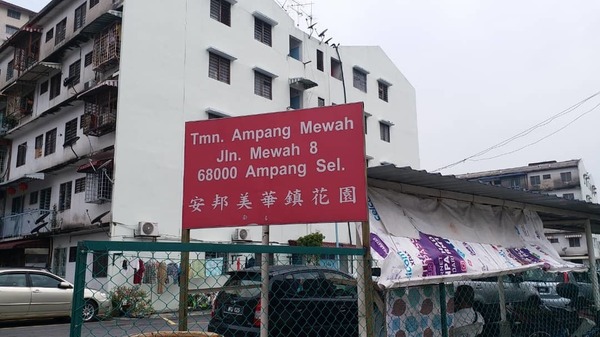 Tmn. Ampang Mewah
Jln. Mewah 8
68000 Ampang Sel.
安邦美華鎮花園